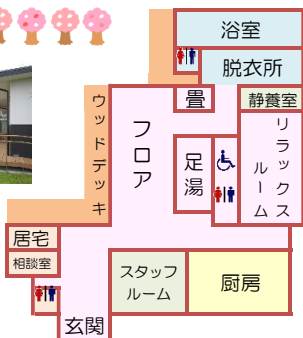 浴室
脱衣所
静養室
畳
ウッドデッキ
フロア
足湯
リラックス
ルーム
居宅
相談室
スタッフ
ルーム
厨房
玄関